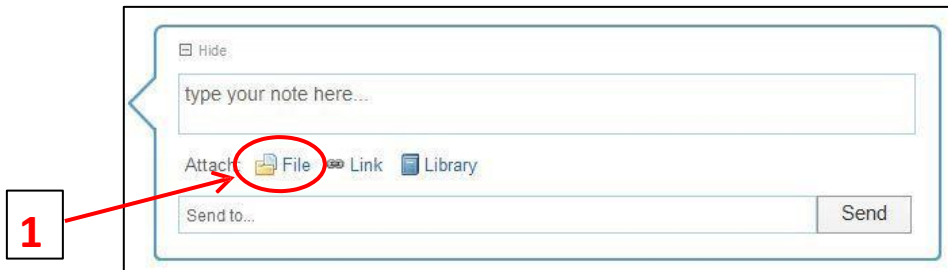 Hide
type your note here...
Attach: File Link Library
1
Send to... Send